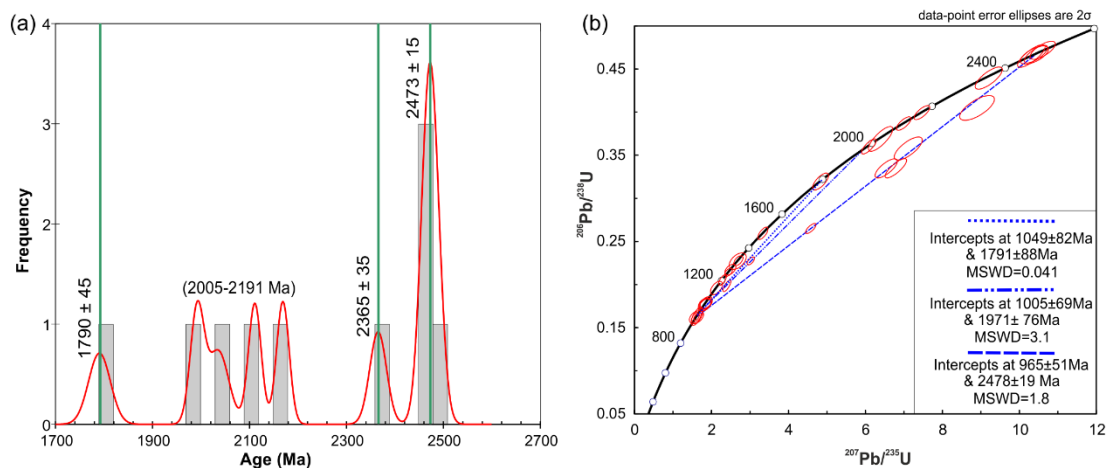 (a)
4
3
2
1
0
Frequency
1790 ± 45
(2005-2191 Ma)
2365 ± 35
2473 ± 15
1700
1900
2100
2300
2500
2700
Age (Ma)
(b)
data-point error ellipses are 2σ
0.45
0.35
0.25
0.15
0.05
²⁰⁶Pb/²³⁸U
2400
2000
1600
1200
800
Intercepts at 1049±82Ma
& 1791±88Ma
MSWD=0.041
Intercepts at 1005±69Ma
& 1971± 76Ma
MSWD=3.1
Intercepts at 965±51Ma
& 2478±19 Ma
MSWD=1.8
0
2
4
6
8
10
12
²⁰⁷Pb/²³⁵U